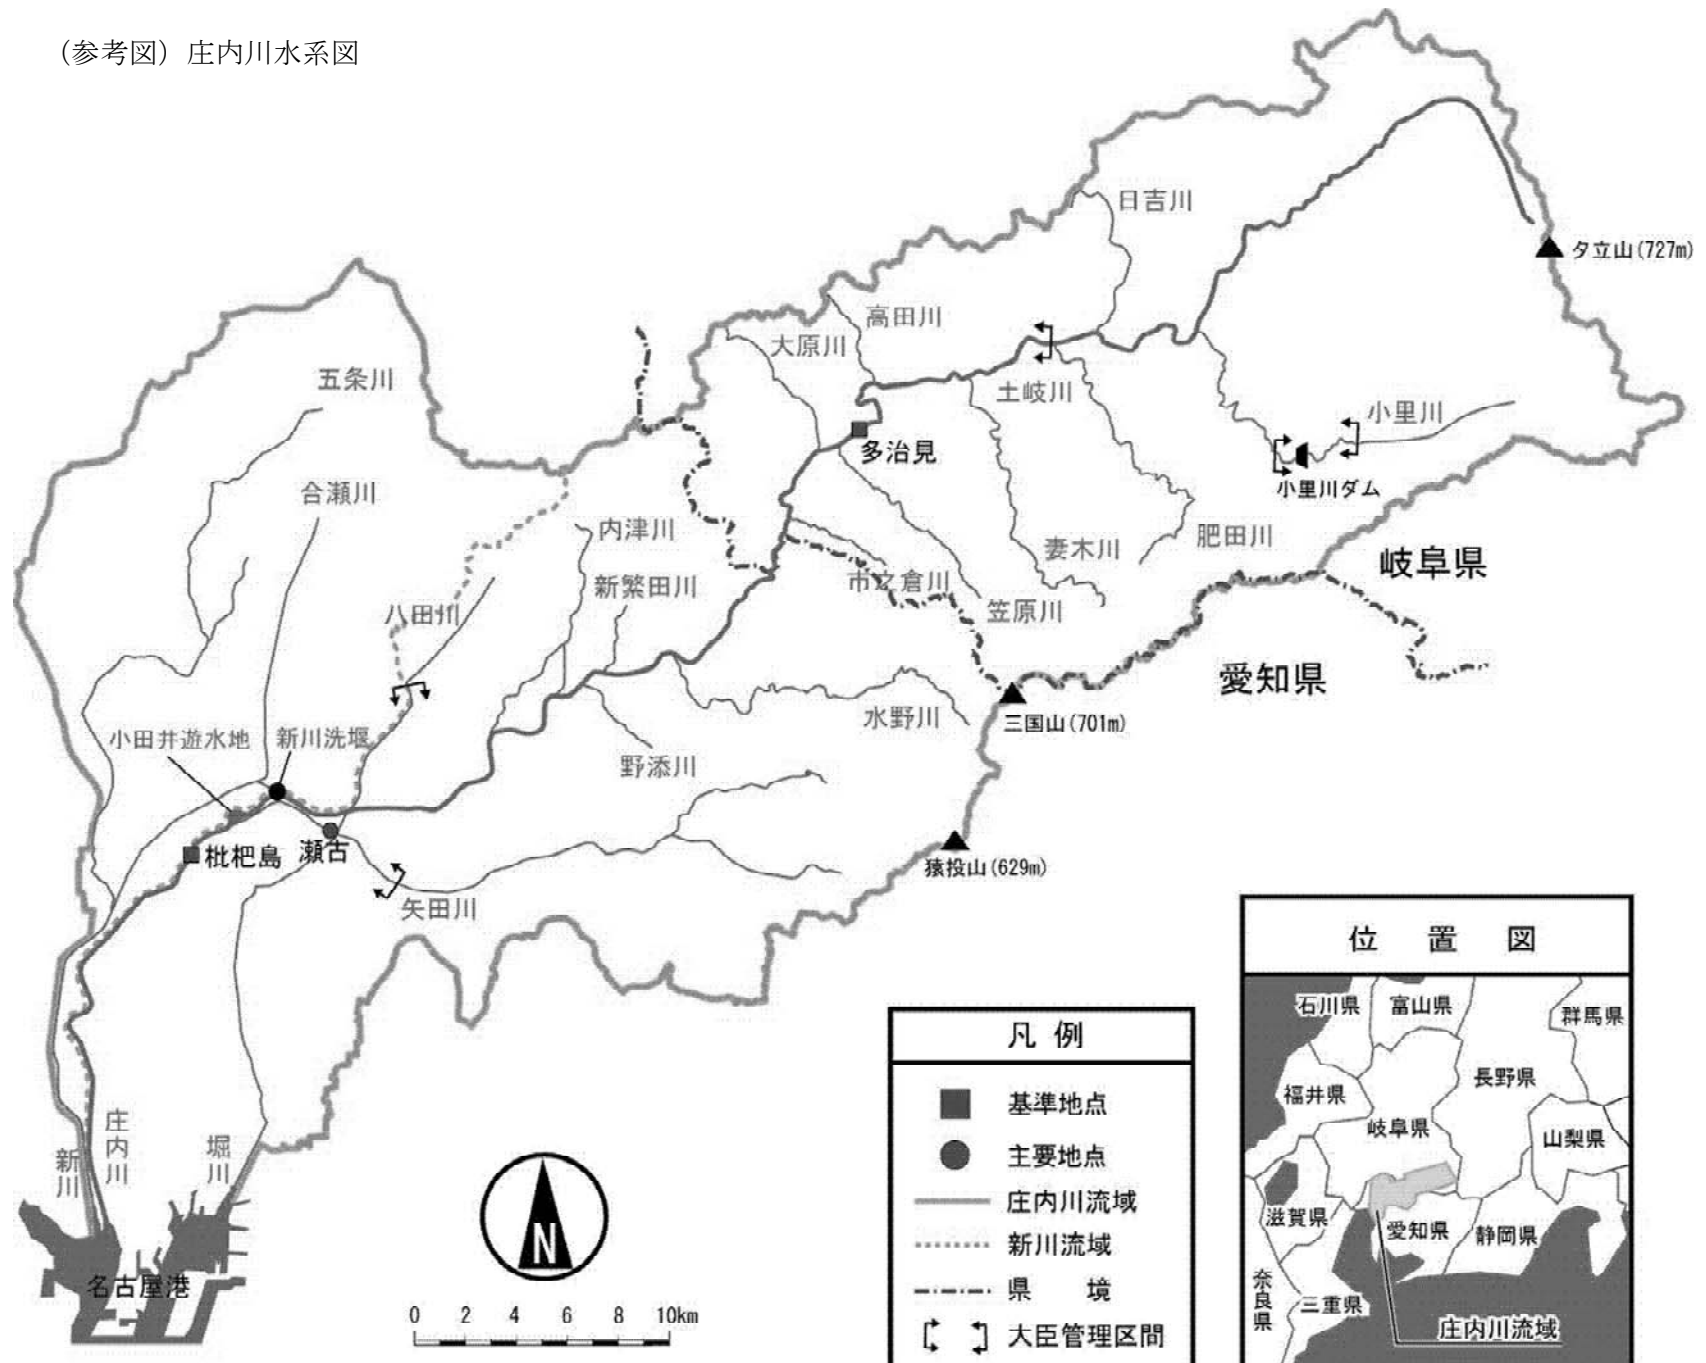 （参考図）庄内川水系図
日吉川
夕立山(727m)
高田川
大原川
五条川
土岐川
小里川
多治見
小里川ダム
合瀬川
内津川
妻木川
肥田川
岐阜県
新繁田川
市之倉川
笠原川
八田川
愛知県
水野川
三国山(701m)
小田井遊水地
新川洗堰
野添川
枇杷島
瀬古
猿投山(629m)
矢田川
新川
庄内川
堀川
名古屋港
N
0 2 4 6 8 10km
凡 例
基準地点
主要地点
庄内川流域
新川流域
県 境
大臣管理区間
位 置 図
石川県
富山県
群馬県
福井県
長野県
岐阜県
山梨県
滋賀県
愛知県
静岡県
奈良県
三重県
庄内川流域